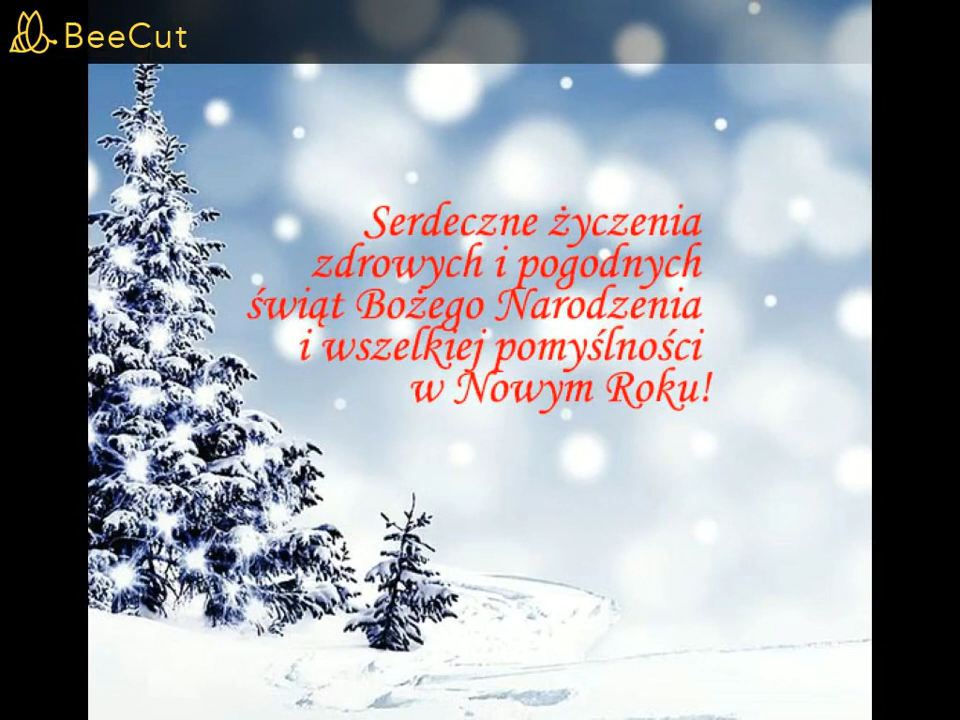 BeeCut
Serdeczne życzenia
zdrowych i pogodnych
świąt Bożego Narodzenia
i wszelkiej pomyślności
w Nowym Roku!